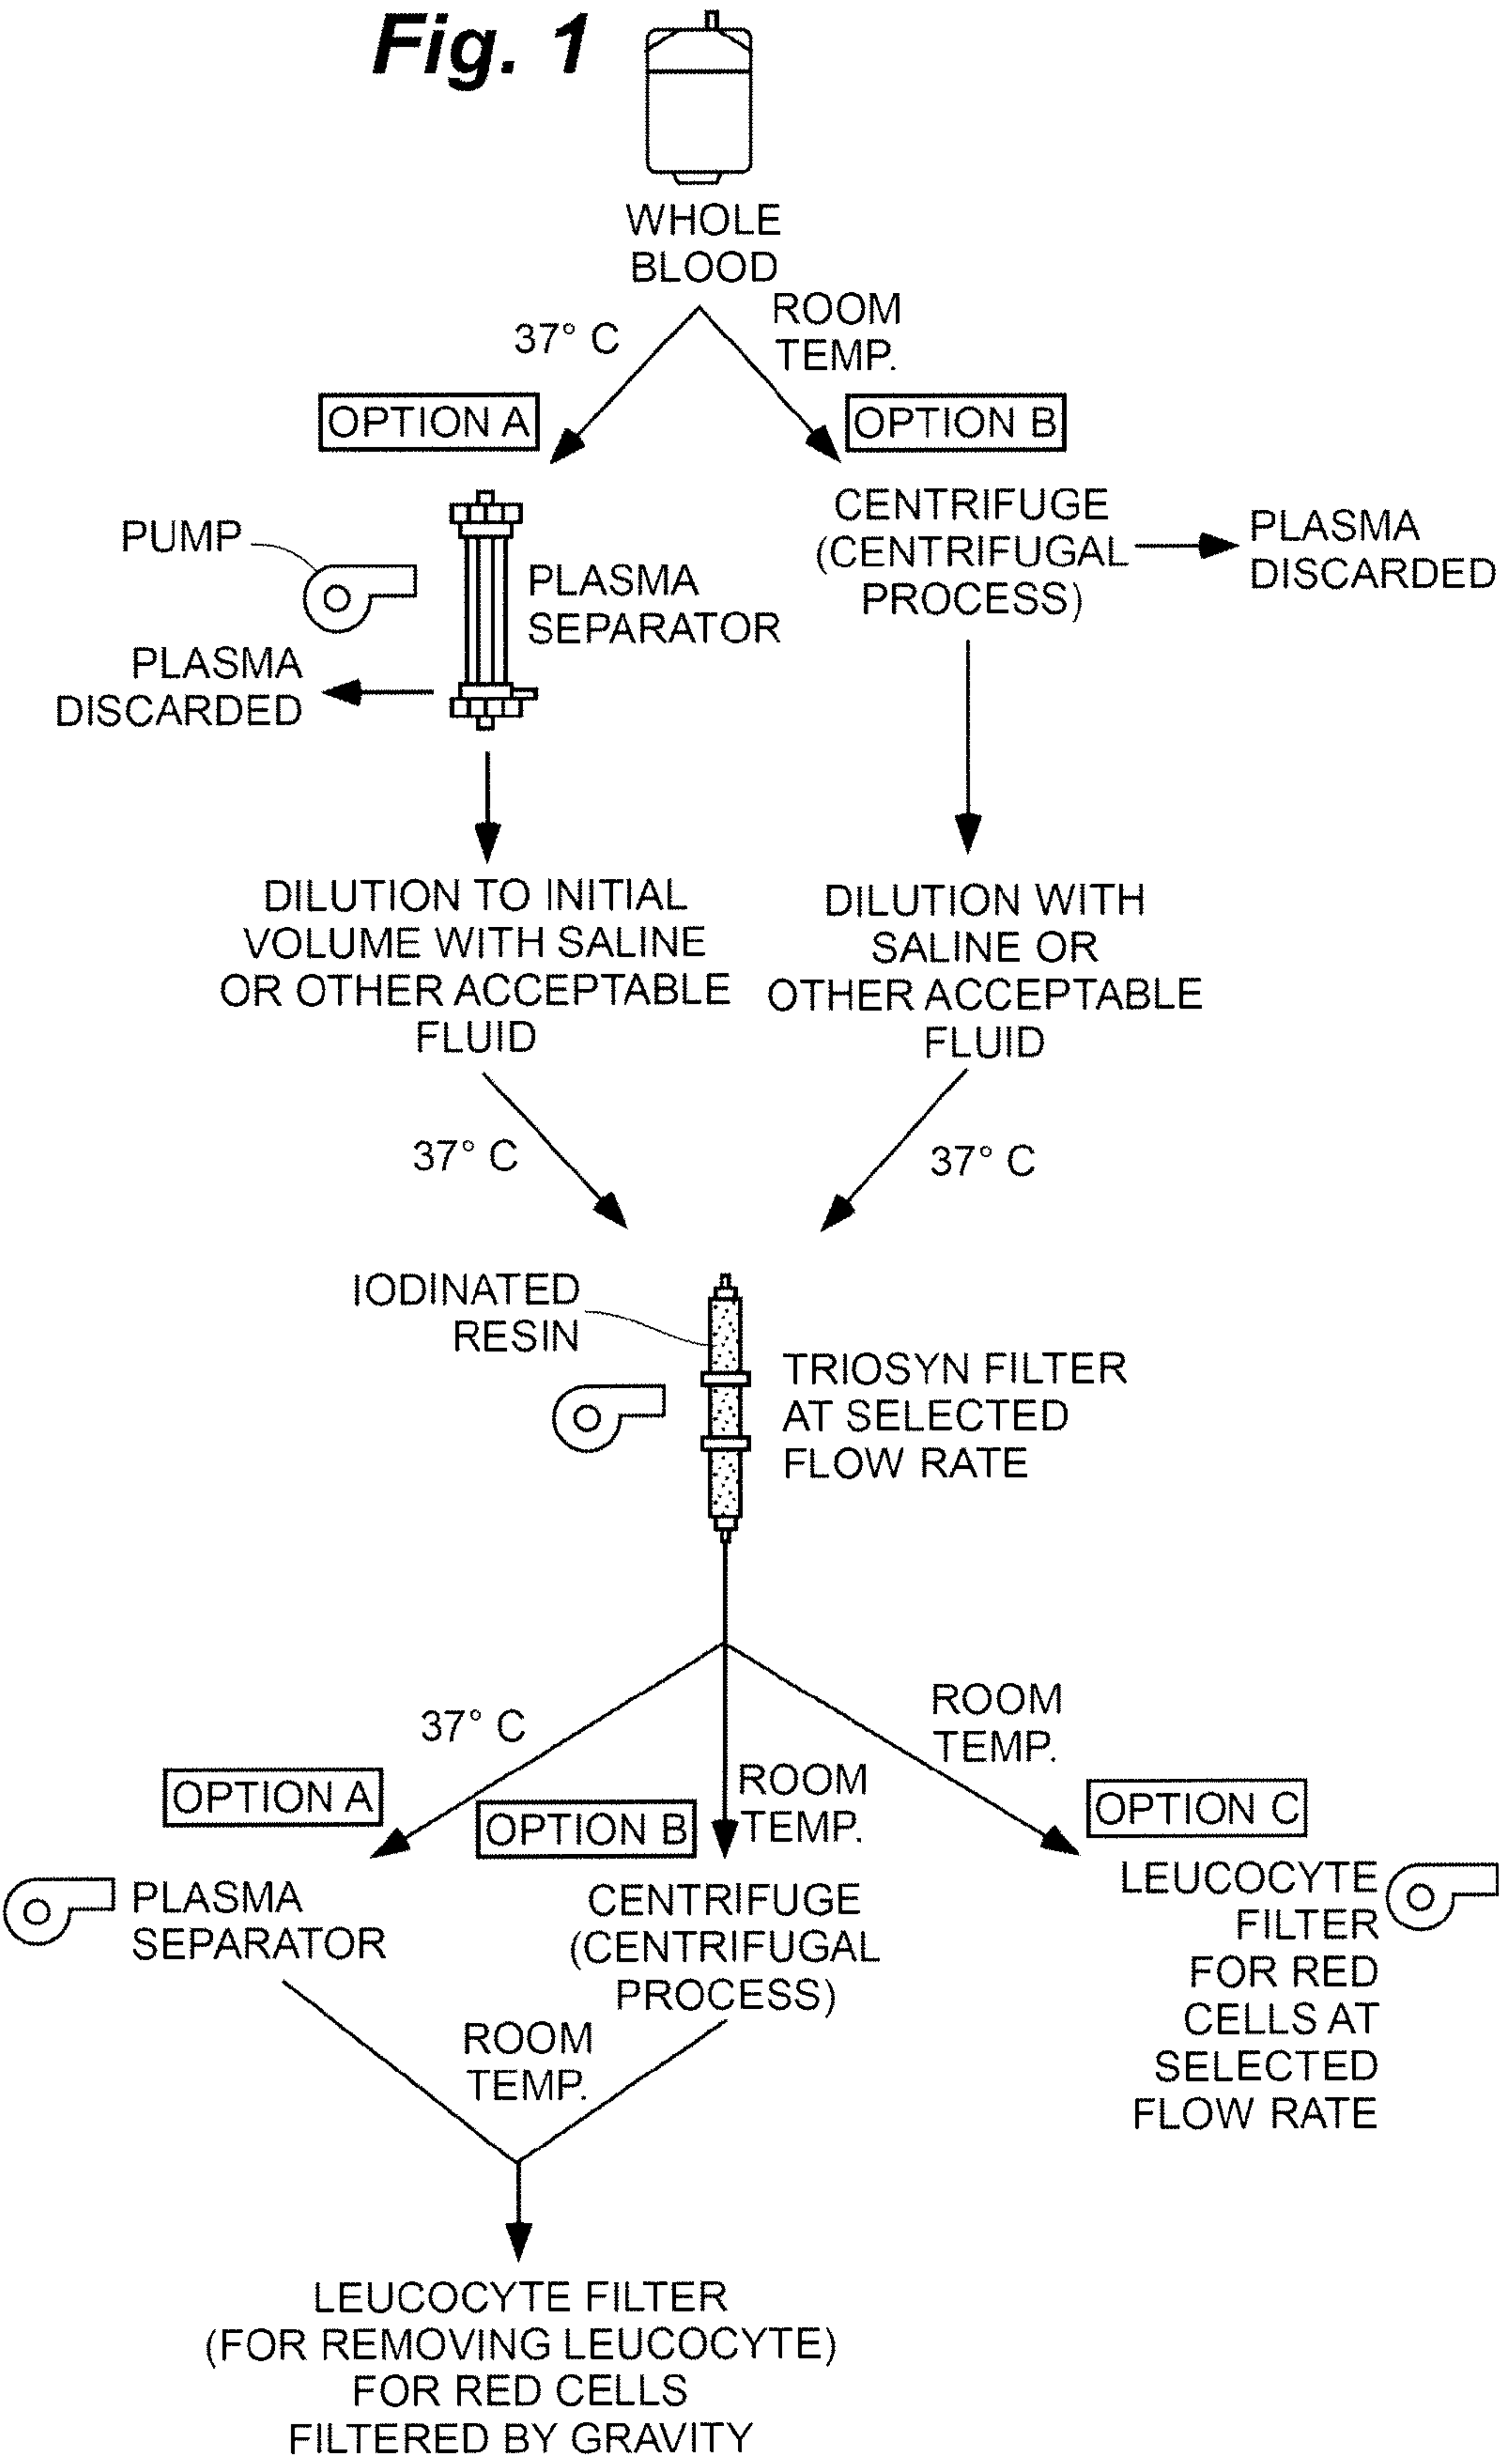 Fig. 1
WHOLE
BLOOD
37° C
ROOM
TEMP.
OPTION A
OPTION B
PUMP
PLASMA
SEPARATOR
PLASMA
DISCARDED
CENTRIFUGE
(CENTRIFUGAL
PROCESS)
PLASMA
DISCARDED
DILUTION TO INITIAL
VOLUME WITH SALINE
OR OTHER ACCEPTABLE
FLUID
DILUTION WITH
SALINE OR
OTHER ACCEPTABLE
FLUID
37° C
37° C
IODINATED
RESIN
TRIOSYN FILTER
AT SELECTED
FLOW RATE
37° C
ROOM
TEMP.
ROOM
TEMP.
OPTION A
OPTION B
OPTION C
PLASMA
SEPARATOR
CENTRIFUGE
(CENTRIFUGAL
PROCESS)
LEUCOCYTE
FILTER
FOR RED
CELLS AT
SELECTED
FLOW RATE
ROOM
TEMP.
LEUCOCYTE FILTER
(FOR REMOVING LEUCOCYTE)
FOR RED CELLS
FILTERED BY GRAVITY